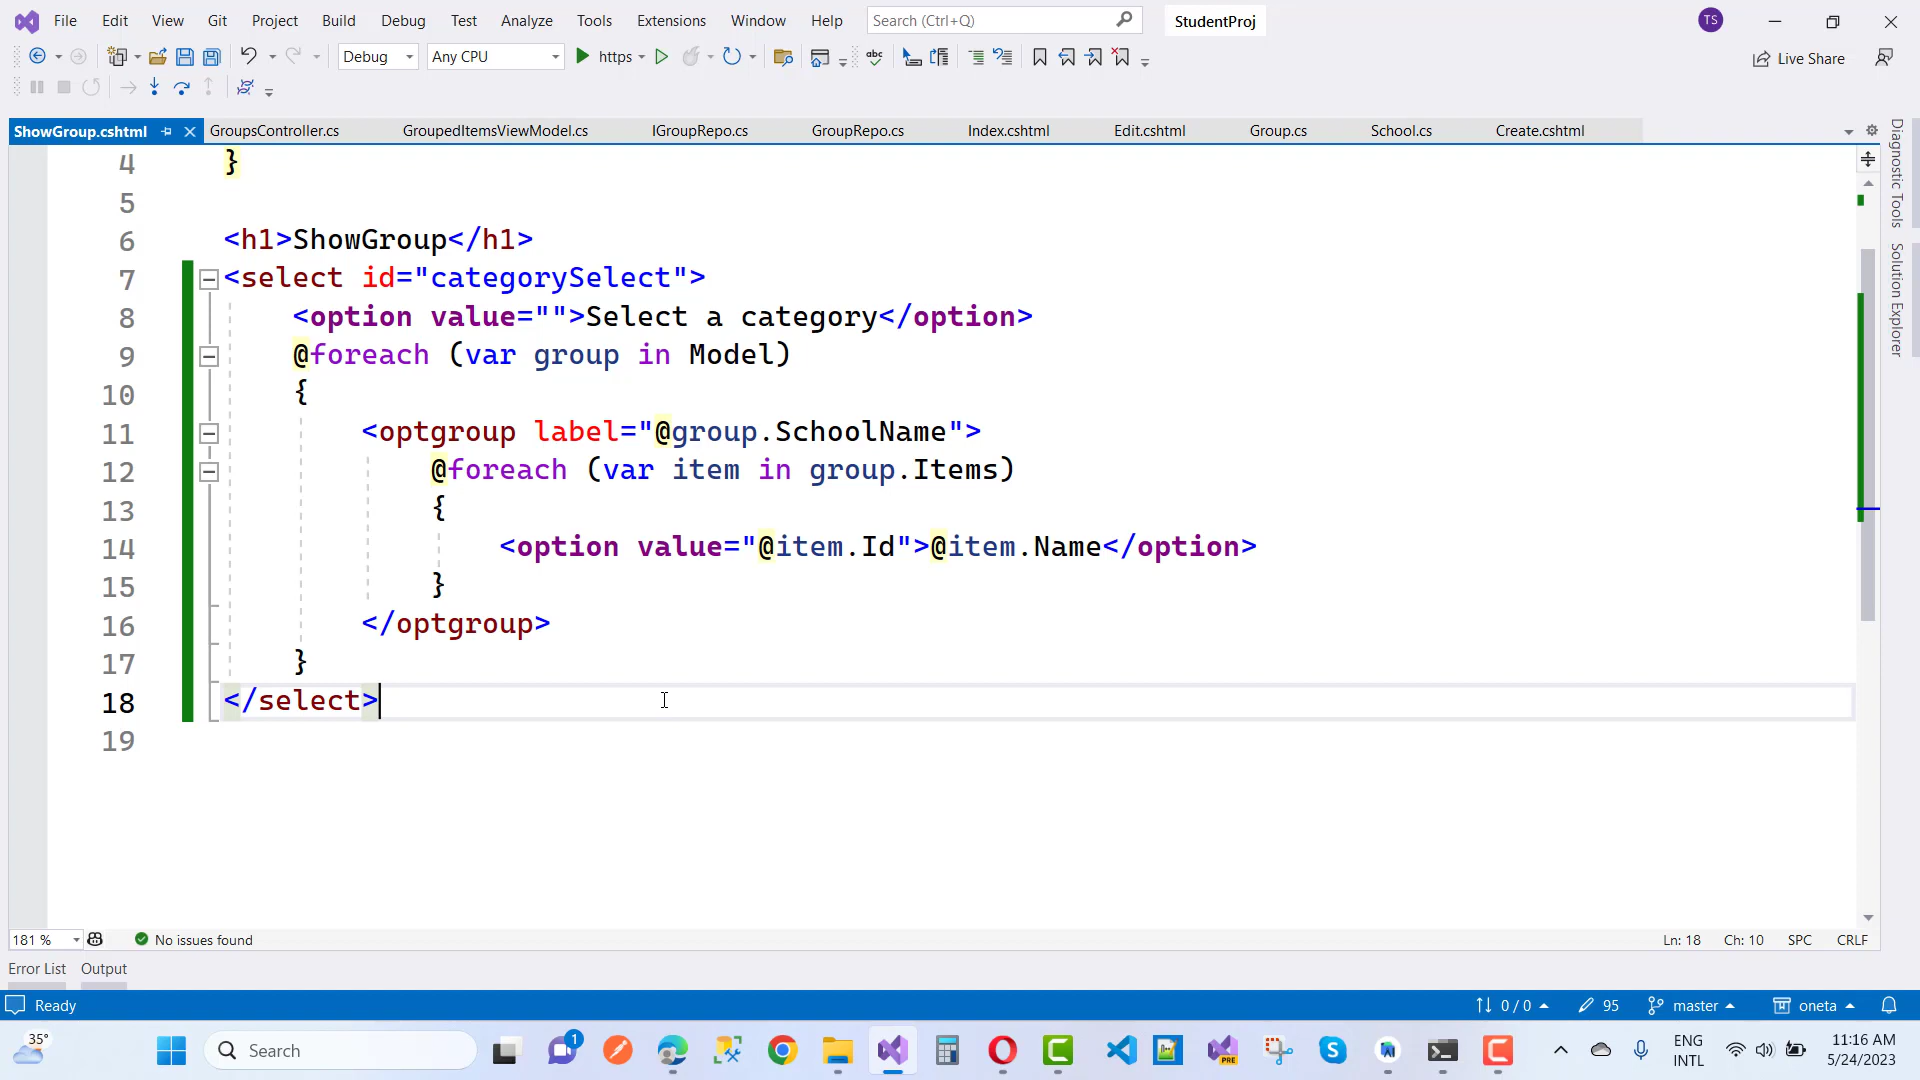 File Edit View Git Project Build Debug Test Analyze Tools Extensions Window Help Search (Ctrl+Q) StudentProj TS
Debug Any CPU https Live Share
ShowGroup.cshtml GroupsController.cs GroupedItemsViewModel.cs IGroupRepo.cs GroupRepo.cs Index.cshtml Edit.cshtml Group.cs School.cs Create.cshtml
4 }
5
6 <h1>ShowGroup</h1>
7 <select id="categorySelect">
8 <option value="">Select a category</option>
9 @foreach (var group in Model)
10 {
11 <optgroup label="@group.SchoolName">
12 @foreach (var item in group.Items)
13 {
14 <option value="@item.Id">@item.Name</option>
15 }
16 </optgroup>
17 }
18 </select>
19
Diagnostic Tools
Solution Explorer
181 % No issues found Ln: 18 Ch: 10 SPC CRLF
Error List Output
Ready 0 / 0 95 master oneta
35° Search 1 PRE ENG INTL 11:16 AM
5/24/2023